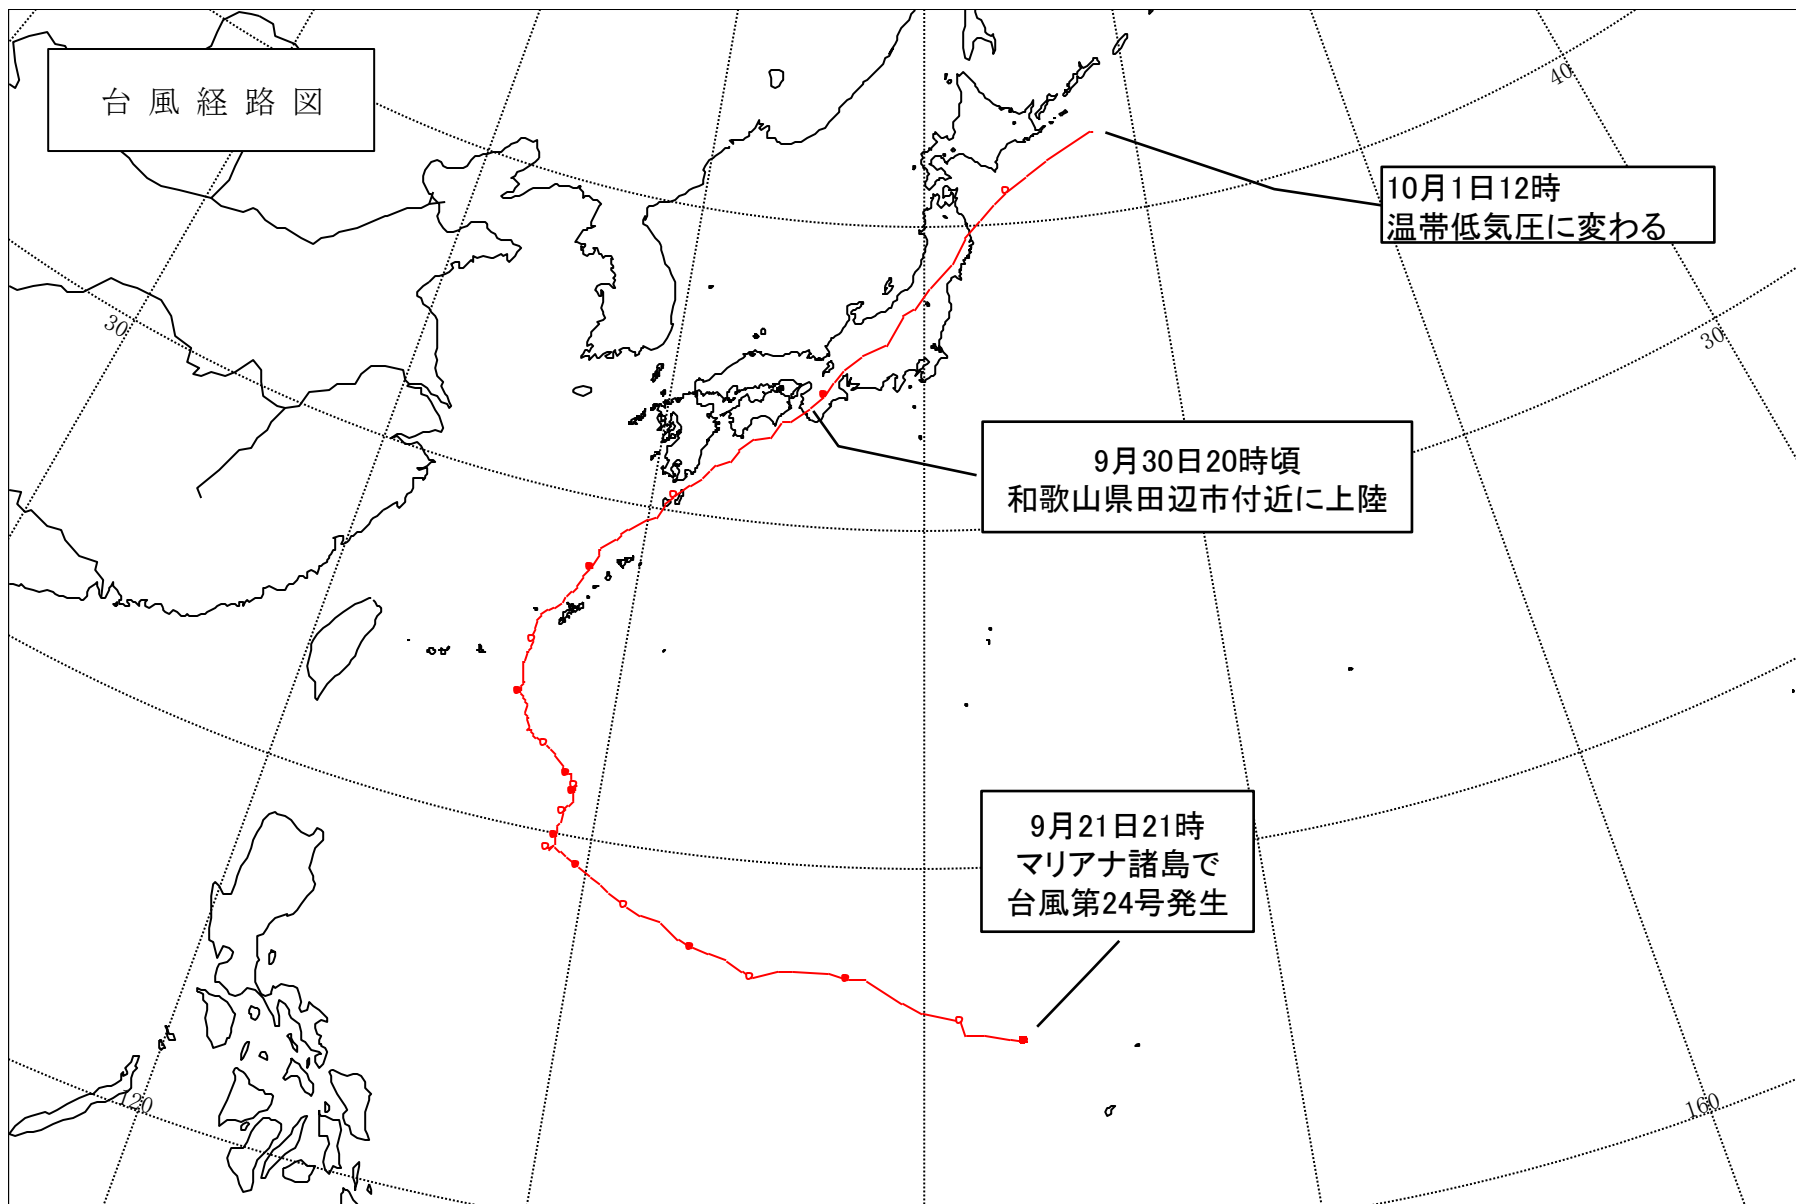 台風経路図
40
10月1日12時
温帯低気圧に変わる
30
30
9月30日20時頃
和歌山県田辺市付近に上陸
9月21日21時
マリアナ諸島で
台風第24号発生
120
160